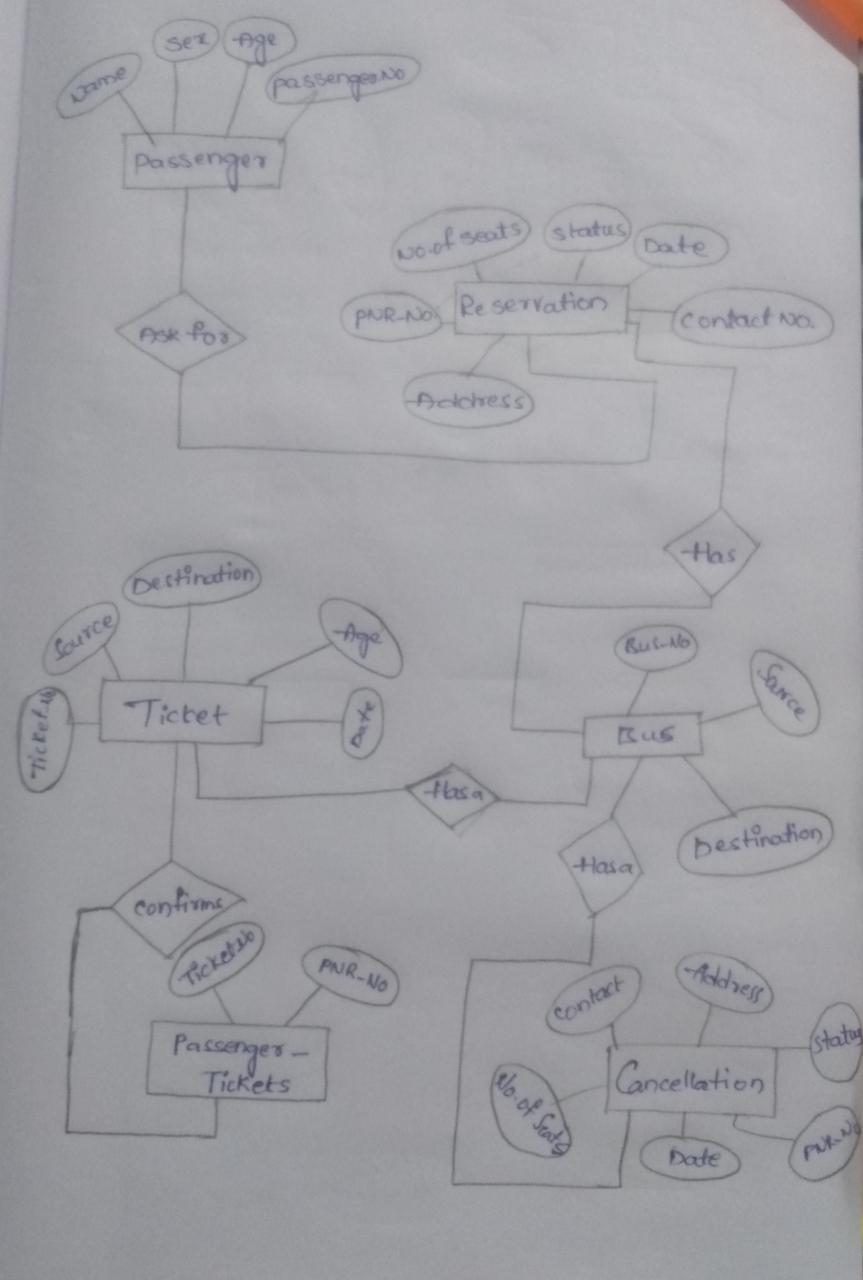 Name
Sex
Age
PassengerNo
Passenger
No.of seats
Status
Date
PNR-No
Reservation
Contact No.
Address
Ask for
Has
Destination
Source
Age
Ticket.No
Ticket
Date
Bus-No
Source
Bus
Has a
Destination
Has a
Confirms
Ticket.No
PNR-No
Passenger-
Tickets
Contact
Address
Status
No.of Seats
Cancellation
Date
PNR-No